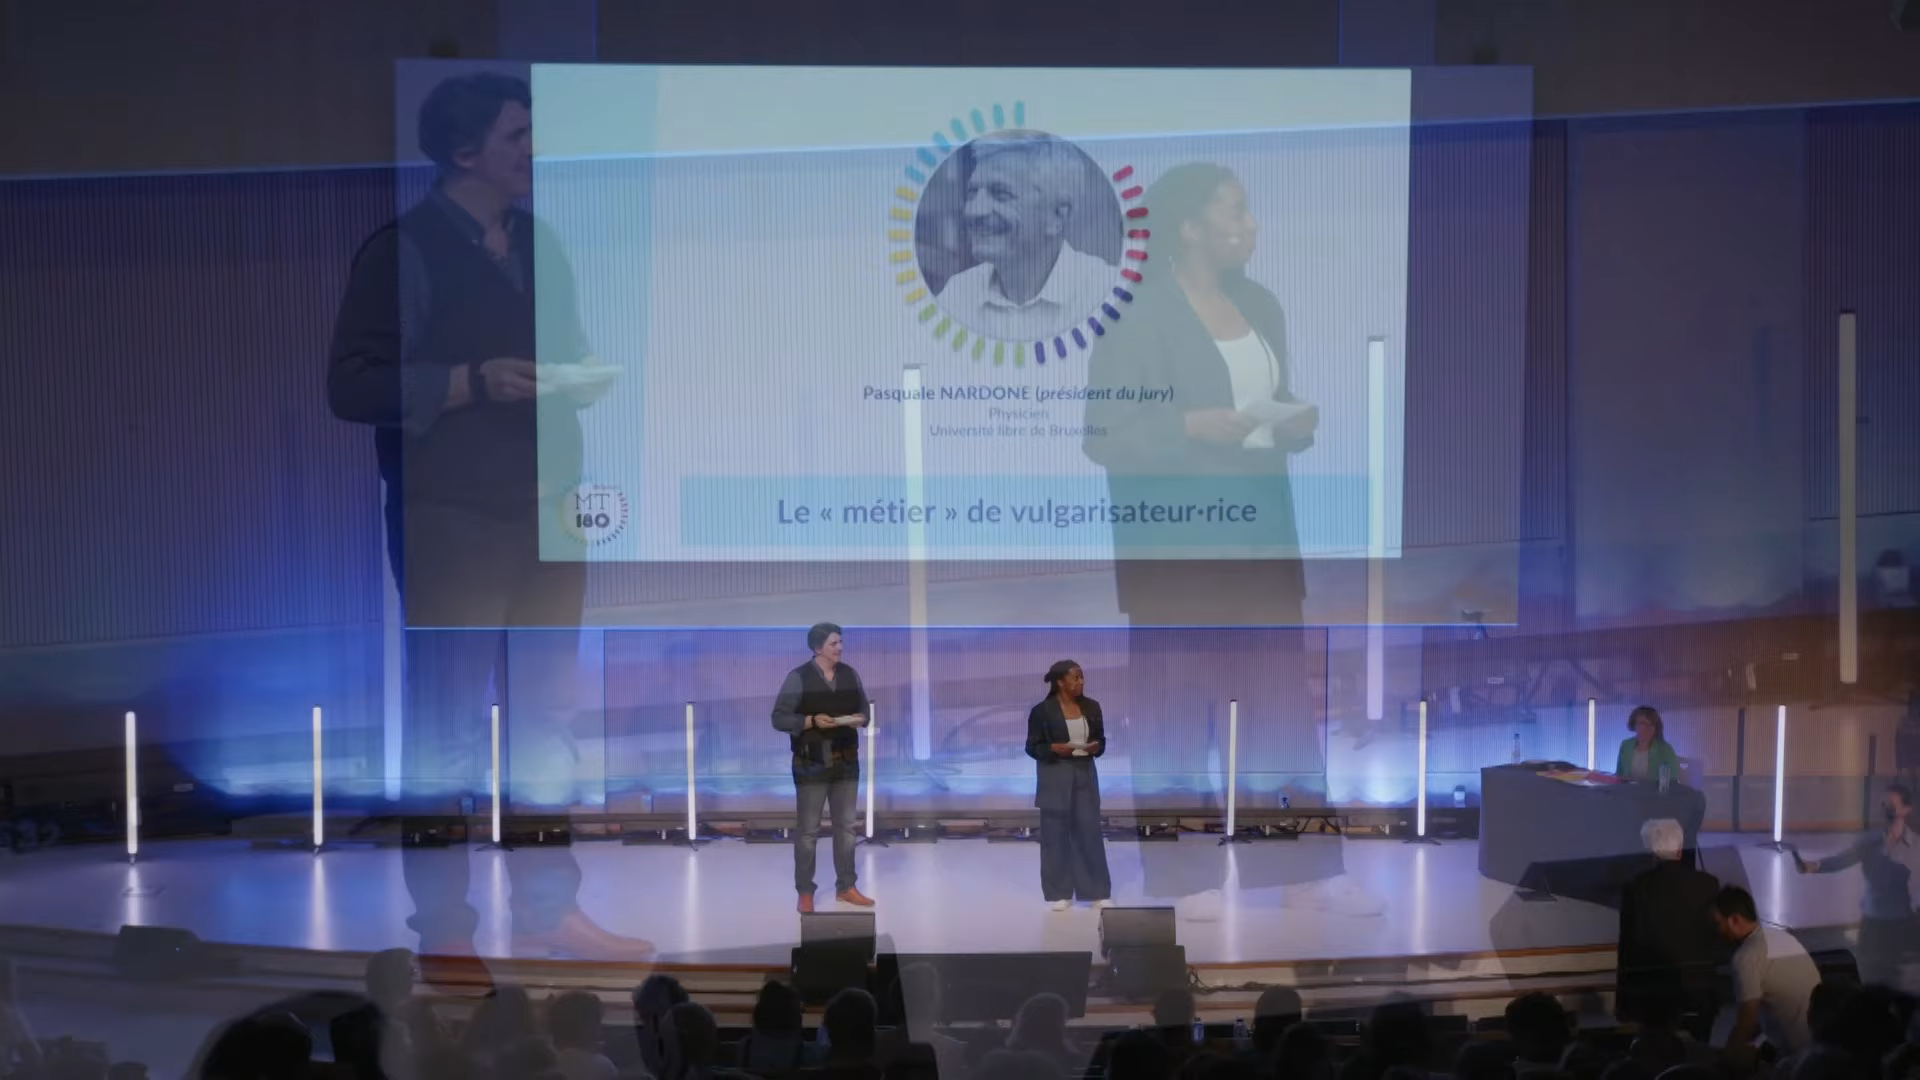 Pasquale NARDONE (président du jury)
Physicien
Université libre de Bruxelles
MT
180
Le « métier » de vulgarisateur·rice